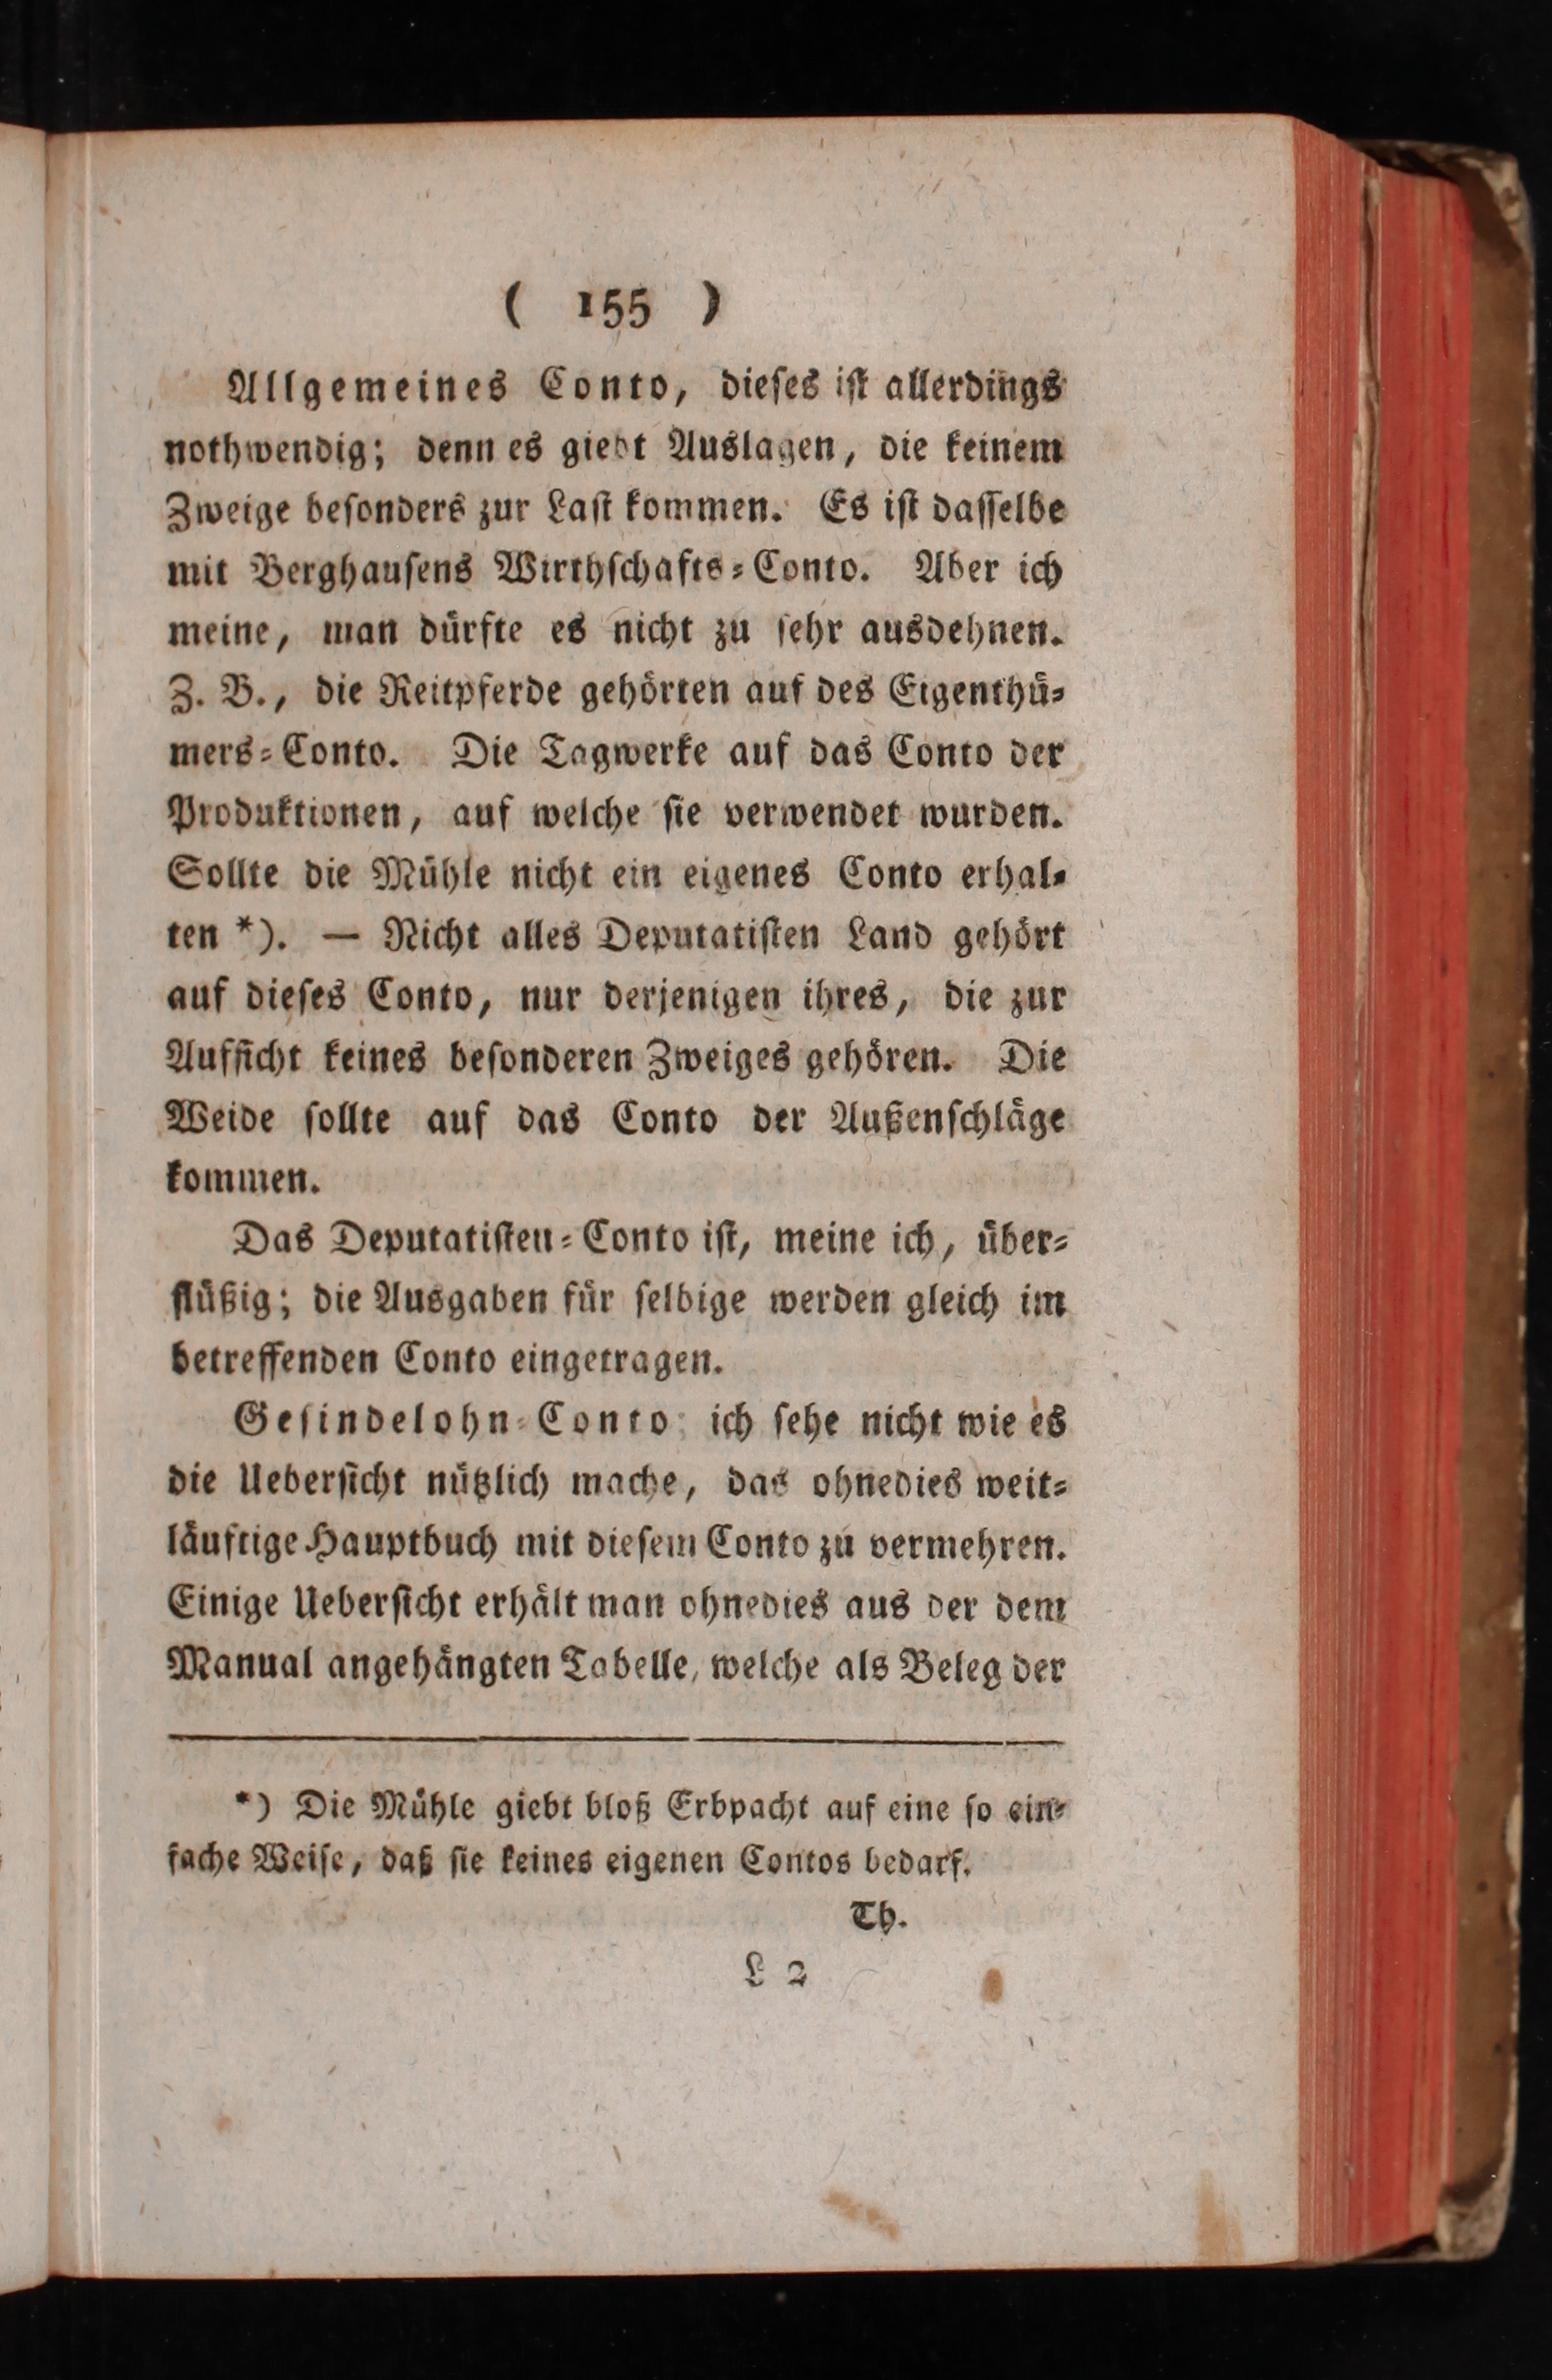 ( 155 )
Allgemeines Conto, dieſes iſt allerdings
nothwendig; denn es giebt Auslagen, die keinem
Zweige beſonders zur Laſt kommen. Es iſt daſſelbe
mit Berghauſens Wirthſchafts⸗Conto. Aber ich
meine, man dürfte es nicht zu ſehr ausdehnen.
Z. B., die Reitpferde gehörten auf des Eigenthü⸗
mers⸗Conto. Die Tagwerke auf das Conto der
Produktionen, auf welche ſie verwendet wurden.
Sollte die Mühle nicht ein eigenes Conto erhal⸗
ten *). — Nicht alles Deputatiſten Land gehört
auf dieſes Conto, nur derjenigen ihres, die zur
Aufſicht keines beſonderen Zweiges gehören. Die
Weide ſollte auf das Conto der Außenſchläge
kommen.
Das Deputatiſten⸗Conto iſt, meine ich, über⸗
flüßig; die Ausgaben für ſelbige werden gleich im
betreffenden Conto eingetragen.
Geſindelohn⸗Conto; ich ſehe nicht wie es
die Ueberſicht nützlich mache, das ohnedies weit⸗
läuftige Hauptbuch mit dieſem Conto zu vermehren.
Einige Ueberſicht erhält man ohnedies aus der dem
Manual angehängten Tabelle, welche als Beleg der
*) Die Mühle giebt bloß Erbpacht auf eine ſo ein⸗
fache Weiſe, daß ſie keines eigenen Contos bedarf.
Th.
L 2